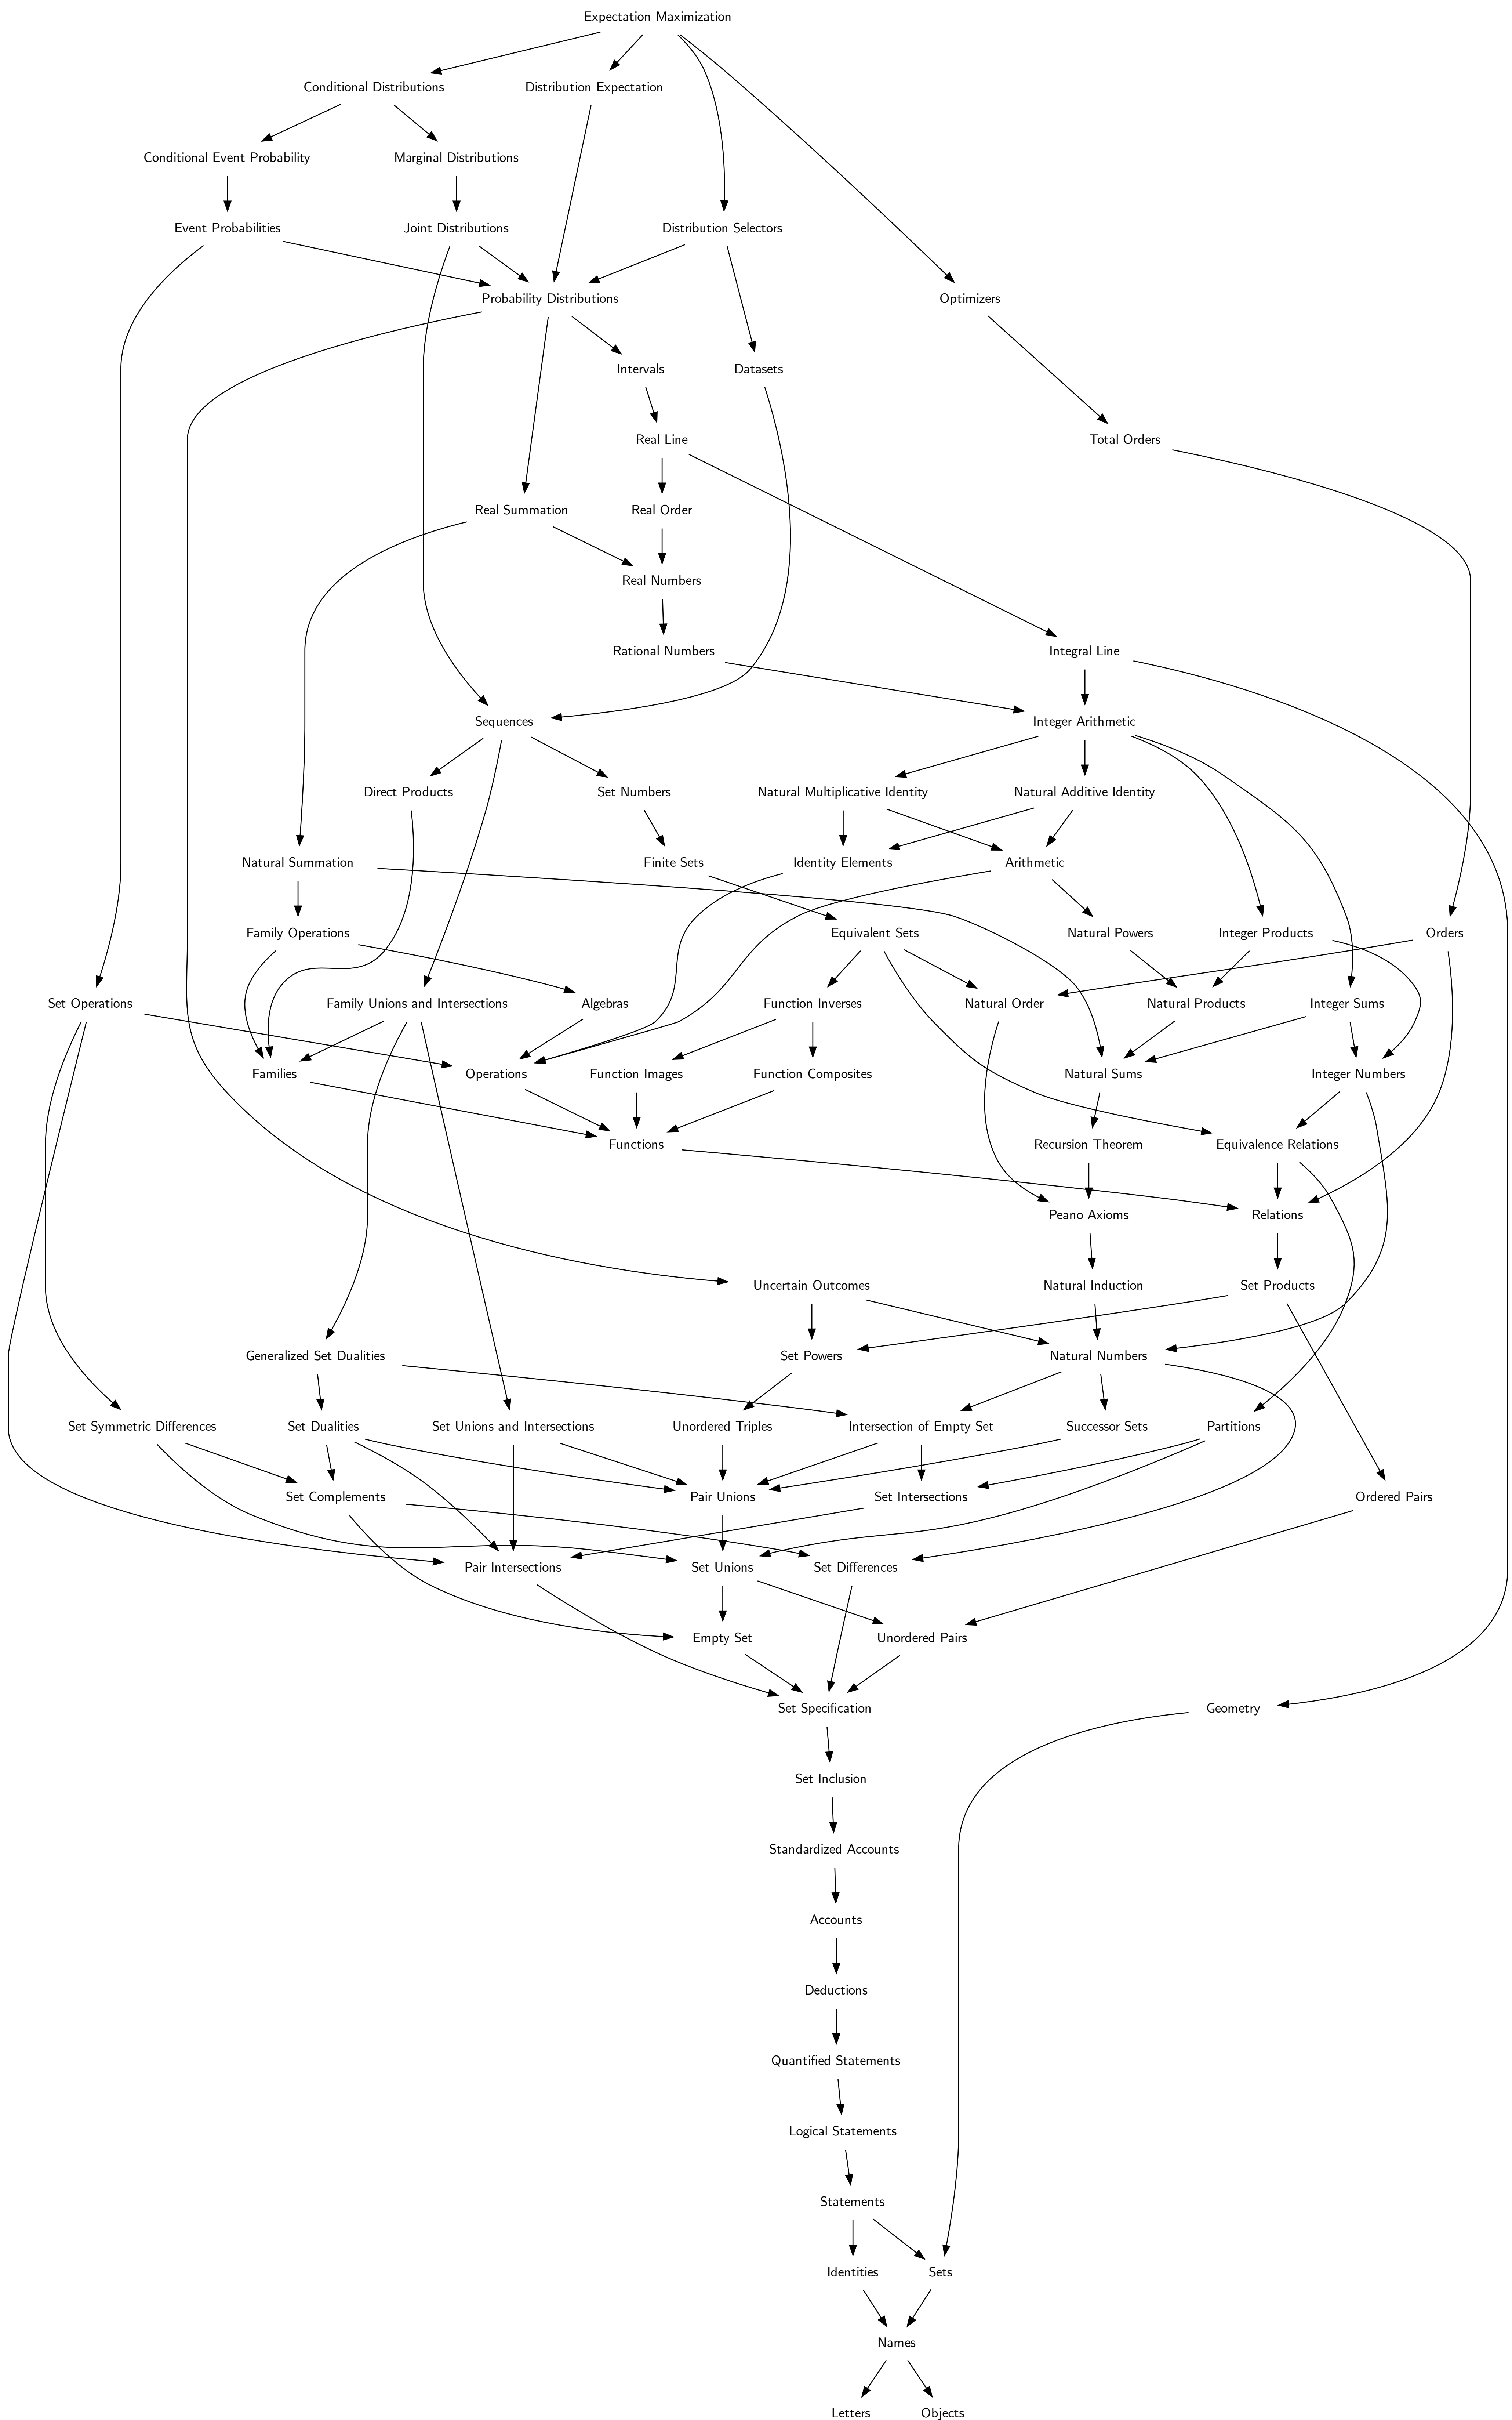 Expectation Maximization
Conditional Distributions
Distribution Expectation
Conditional Event Probability
Marginal Distributions
Event Probabilities
Joint Distributions
Distribution Selectors
Probability Distributions
Optimizers
Intervals
Datasets
Real Line
Total Orders
Real Summation
Real Order
Real Numbers
Rational Numbers
Integral Line
Sequences
Integer Arithmetic
Direct Products
Set Numbers
Natural Multiplicative Identity
Natural Additive Identity
Natural Summation
Finite Sets
Identity Elements
Arithmetic
Family Operations
Equivalent Sets
Natural Powers
Integer Products
Orders
Set Operations
Family Unions and Intersections
Algebras
Function Inverses
Natural Order
Natural Products
Integer Sums
Families
Operations
Function Images
Function Composites
Natural Sums
Integer Numbers
Functions
Recursion Theorem
Equivalence Relations
Peano Axioms
Relations
Uncertain Outcomes
Natural Induction
Set Products
Generalized Set Dualities
Set Powers
Natural Numbers
Set Symmetric Differences
Set Dualities
Set Unions and Intersections
Unordered Triples
Intersection of Empty Set
Successor Sets
Partitions
Set Complements
Pair Unions
Set Intersections
Ordered Pairs
Pair Intersections
Set Unions
Set Differences
Empty Set
Unordered Pairs
Set Specification
Geometry
Set Inclusion
Standardized Accounts
Accounts
Deductions
Quantified Statements
Logical Statements
Statements
Identities
Sets
Names
Letters
Objects